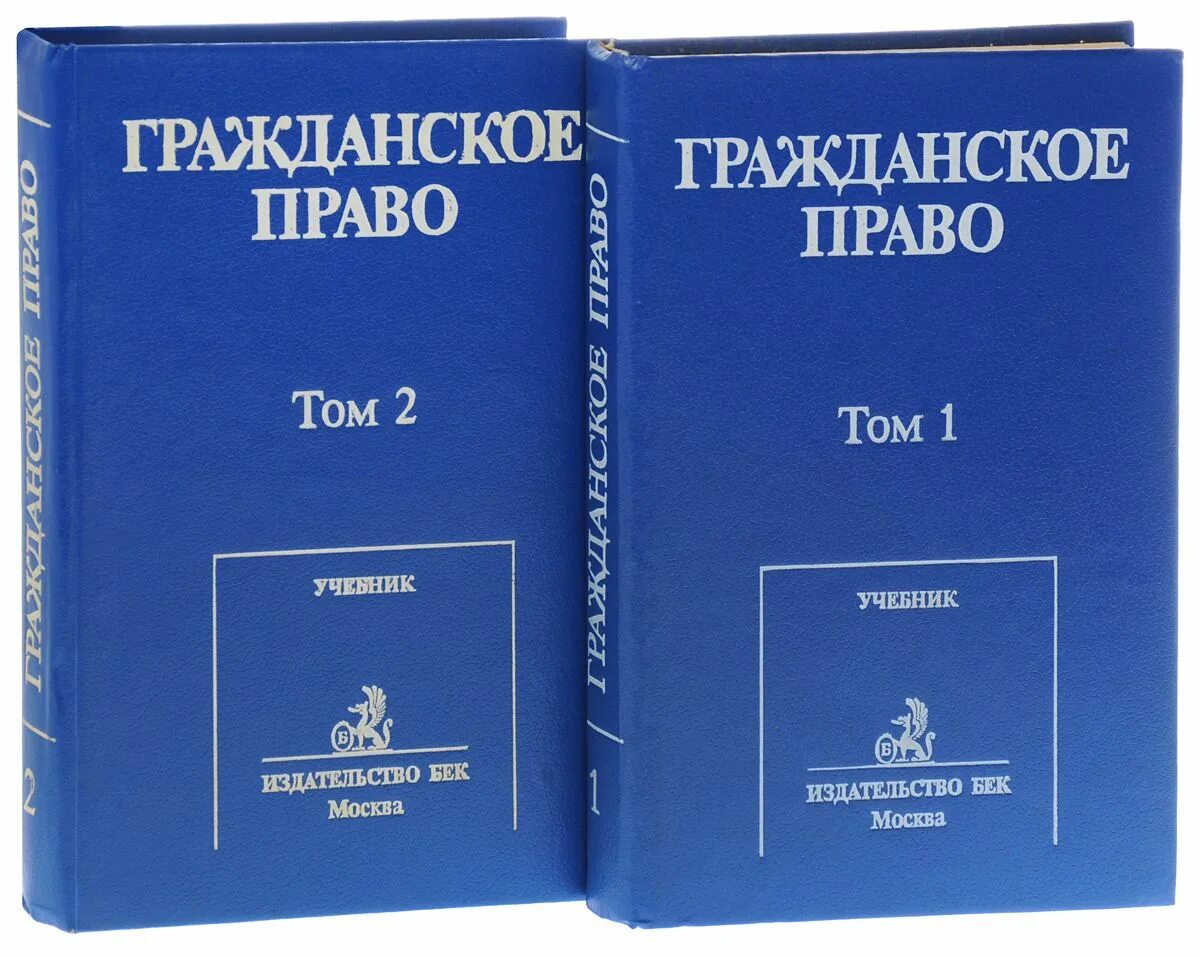 ГРАЖДАНСКОЕ ПРАВО
2
ГРАЖДАНСКОЕ
ПРАВО
Том 2
УЧЕБНИК
Б
ИЗДАТЕЛЬСТВО БЕК
Москва
ГРАЖДАНСКОЕ ПРАВО
1
ГРАЖДАНСКОЕ
ПРАВО
Том 1
УЧЕБНИК
Б
ИЗДАТЕЛЬСТВО БЕК
Москва